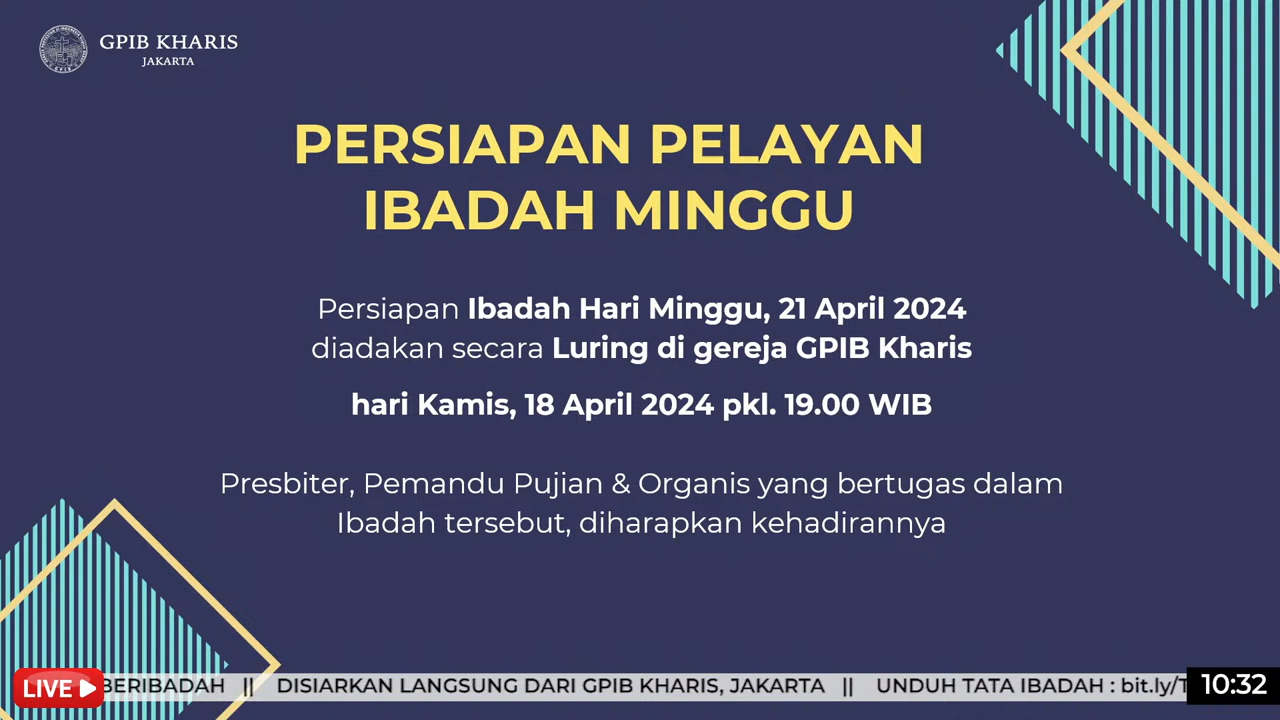 GPIB KHARIS
JAKARTA
PERSIAPAN PELAYAN
IBADAH MINGGU
Persiapan Ibadah Hari Minggu, 21 April 2024
diadakan secara Luring di gereja GPIB Kharis
hari Kamis, 18 April 2024 pkl. 19.00 WIB
Presbiter, Pemandu Pujian & Organis yang bertugas dalam
Ibadah tersebut, diharapkan kehadirannya
LIVE BERIBADAH || DISIARKAN LANGSUNG DARI GPIB KHARIS, JAKARTA || UNDUH TATA IBADAH : bit.ly/T 10:32